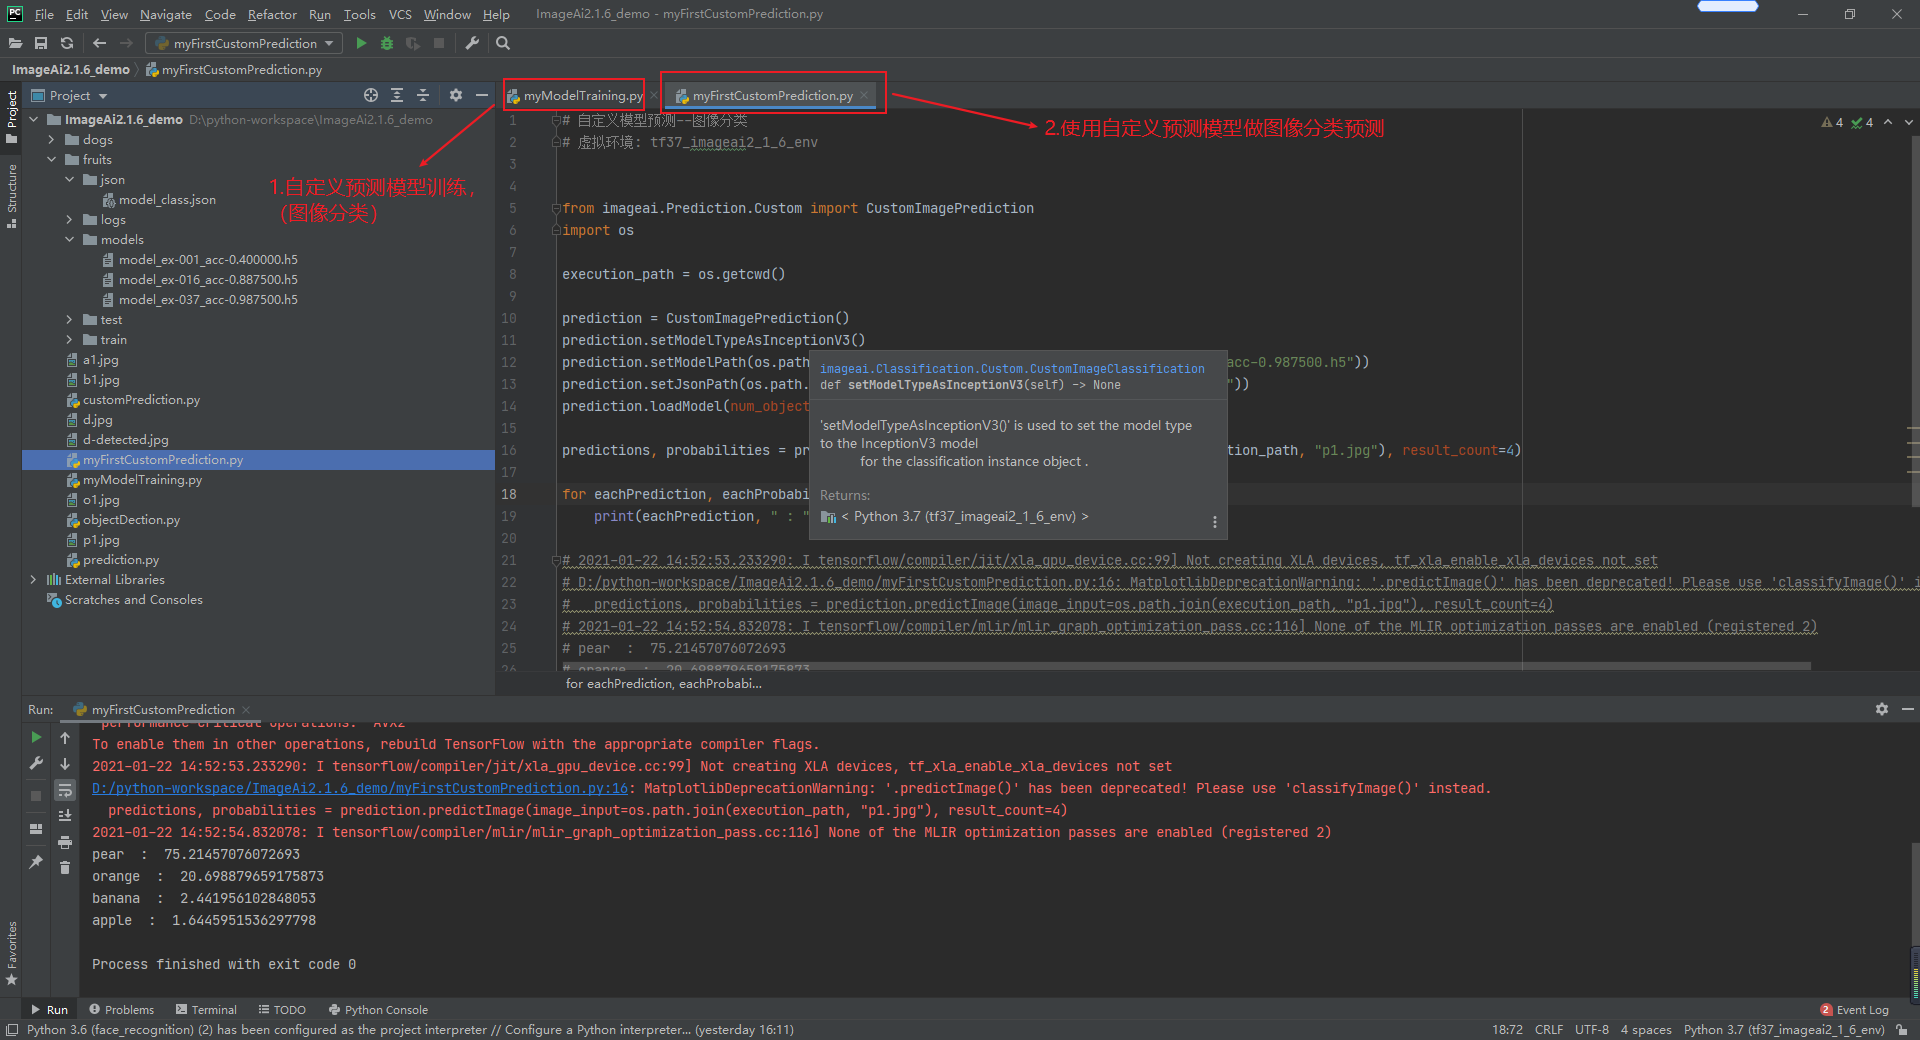 File Edit View Navigate Code Refactor Run Tools VCS Window Help ImageAi2.1.6_demo - myFirstCustomPrediction.py
myFirstCustomPrediction
ImageAi2.1.6_demo myFirstCustomPrediction.py
Project
Structure
Favorites
Project
ImageAi2.1.6_demo D:\python-workspace\ImageAi2.1.6_demo
dogs
fruits
json
model_class.json
logs
models
model_ex-001_acc-0.400000.h5
model_ex-016_acc-0.887500.h5
model_ex-037_acc-0.987500.h5
test
train
a1.jpg
b1.jpg
customPrediction.py
d.jpg
d-detected.jpg
myFirstCustomPrediction.py
myModelTraining.py
o1.jpg
objectDection.py
p1.jpg
prediction.py
External Libraries
Scratches and Consoles
1.自定义预测模型训练，
（图像分类）
myModelTraining.py myFirstCustomPrediction.py
2.使用自定义预测模型做图像分类预测
4 4
1 # 自定义模型预测--图像分类
2 # 虚拟环境: tf37_imageai2_1_6_env
3
4
5 from imageai.Prediction.Custom import CustomImagePrediction
6 import os
7
8 execution_path = os.getcwd()
9
10 prediction = CustomImagePrediction()
11 prediction.setModelTypeAsInceptionV3()
12 prediction.setModelPath(os.path acc-0.987500.h5"))
13 prediction.setJsonPath(os.path. "))
14 prediction.loadModel(num_object
15
16 predictions, probabilities = pr tion_path, "p1.jpg"), result_count=4)
17
18 for eachPrediction, eachProbabi
19 print(eachPrediction, " : "
20
21 # 2021-01-22 14:52:53.233290: I tensorflow/compiler/jit/xla_gpu_device.cc:99] Not creating XLA devices, tf_xla_enable_xla_devices not set
22 # D:/python-workspace/ImageAi2.1.6_demo/myFirstCustomPrediction.py:16: MatplotlibDeprecationWarning: '.predictImage()' has been deprecated! Please use 'classifyImage()' i
23 # predictions, probabilities = prediction.predictImage(image_input=os.path.join(execution_path, "p1.jpg"), result_count=4)
24 # 2021-01-22 14:52:54.832078: I tensorflow/compiler/mlir/mlir_graph_optimization_pass.cc:116] None of the MLIR optimization passes are enabled (registered 2)
25 # pear : 75.21457076072693
26 # orange : 20.698879659175873
imageai.Classification.Custom.CustomImageClassification
def setModelTypeAsInceptionV3(self) -> None
'setModelTypeAsInceptionV3()' is used to set the model type
to the InceptionV3 model
for the classification instance object .
Returns:
< Python 3.7 (tf37_imageai2_1_6_env) >
for eachPrediction, eachProbabi...
Run: myFirstCustomPrediction
performance-critical operations: AVX2
To enable them in other operations, rebuild TensorFlow with the appropriate compiler flags.
2021-01-22 14:52:53.233290: I tensorflow/compiler/jit/xla_gpu_device.cc:99] Not creating XLA devices, tf_xla_enable_xla_devices not set
D:/python-workspace/ImageAi2.1.6_demo/myFirstCustomPrediction.py:16: MatplotlibDeprecationWarning: '.predictImage()' has been deprecated! Please use 'classifyImage()' instead.
predictions, probabilities = prediction.predictImage(image_input=os.path.join(execution_path, "p1.jpg"), result_count=4)
2021-01-22 14:52:54.832078: I tensorflow/compiler/mlir/mlir_graph_optimization_pass.cc:116] None of the MLIR optimization passes are enabled (registered 2)
pear : 75.21457076072693
orange : 20.698879659175873
banana : 2.441956102848053
apple : 1.6445951536297798
Process finished with exit code 0
Run Problems Terminal TODO Python Console 2 Event Log
Python 3.6 (face_recognition) (2) has been configured as the project interpreter // Configure a Python interpreter... (yesterday 16:11) 18:72 CRLF UTF-8 4 spaces Python 3.7 (tf37_imageai2_1_6_env)